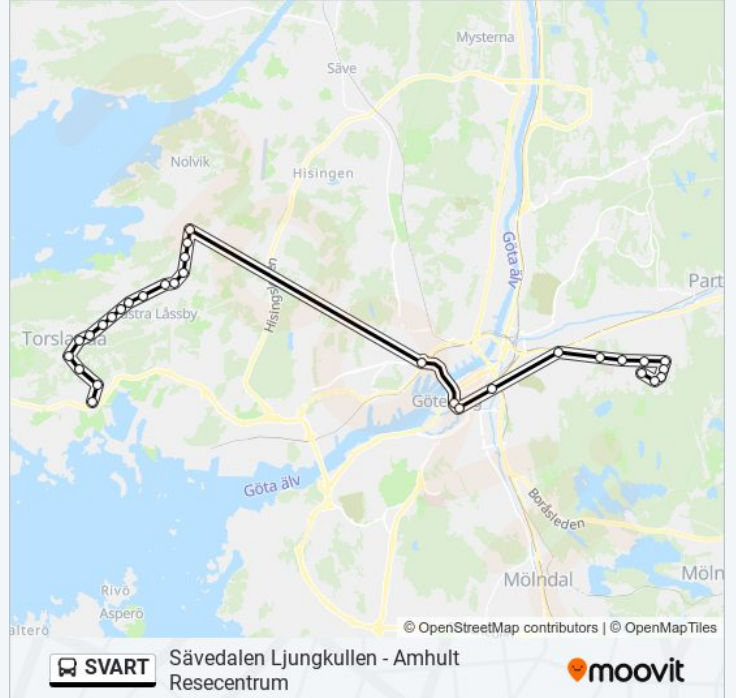 Mysterna
Säve
Nolvik
Hisingen
Göta älv
Part
Hisingsleden
stra Låssby
Torslanda
Göteborg
Göta älv
Boråsleden
Mölndal
Möln
Rivö
Asperö
alterö
© OpenStreetMap contributors | © OpenMapTiles
SVART
Sävedalen Ljungkullen - Amhult
Resecentrum
moovit